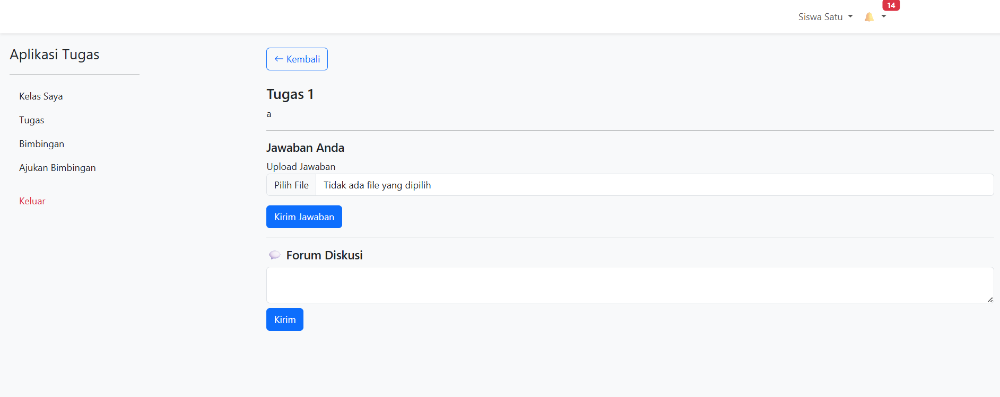 14
Siswa Satu
Aplikasi Tugas
Kelas Saya
Tugas
Bimbingan
Ajukan Bimbingan
Keluar
← Kembali
Tugas 1
a
Jawaban Anda
Upload Jawaban
Pilih File Tidak ada file yang dipilih
Kirim Jawaban
Forum Diskusi
Kirim